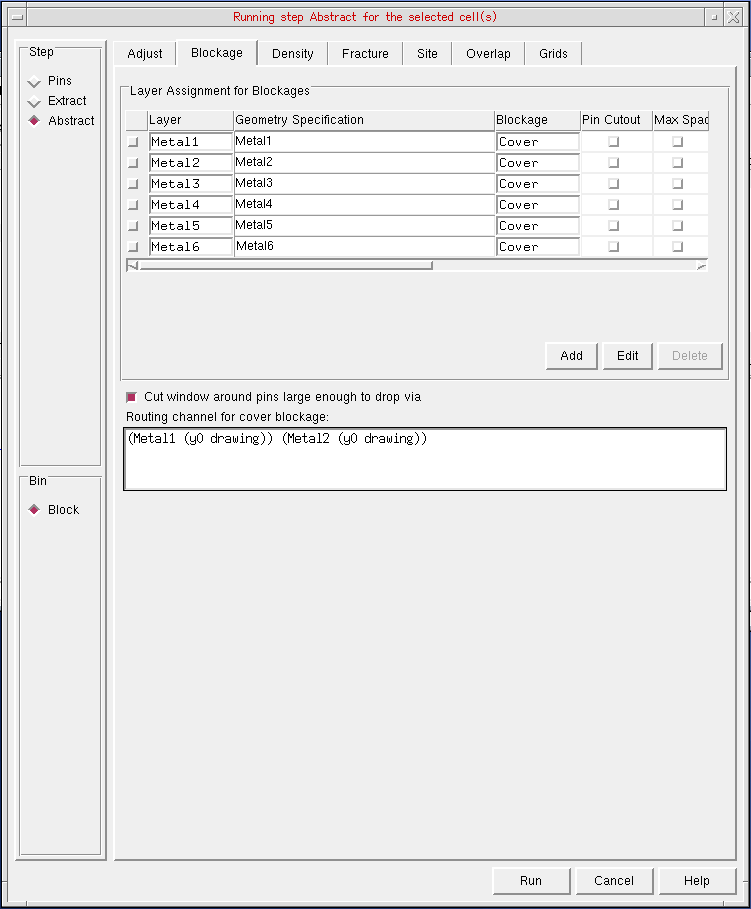 Running step Abstract for the selected cell(s)
Step
Pins
Extract
Abstract
Bin
Block
Adjust Blockage Density Fracture Site Overlap Grids
Layer Assignment for Blockages
Layer Geometry Specification Blockage Pin Cutout Max Spac
Metal1 Metal1 Cover
Metal2 Metal2 Cover
Metal3 Metal3 Cover
Metal4 Metal4 Cover
Metal5 Metal5 Cover
Metal6 Metal6 Cover
Add Edit Delete
Cut window around pins large enough to drop via
Routing channel for cover blockage:
(Metal1 (y0 drawing)) (Metal2 (y0 drawing))
Run Cancel Help